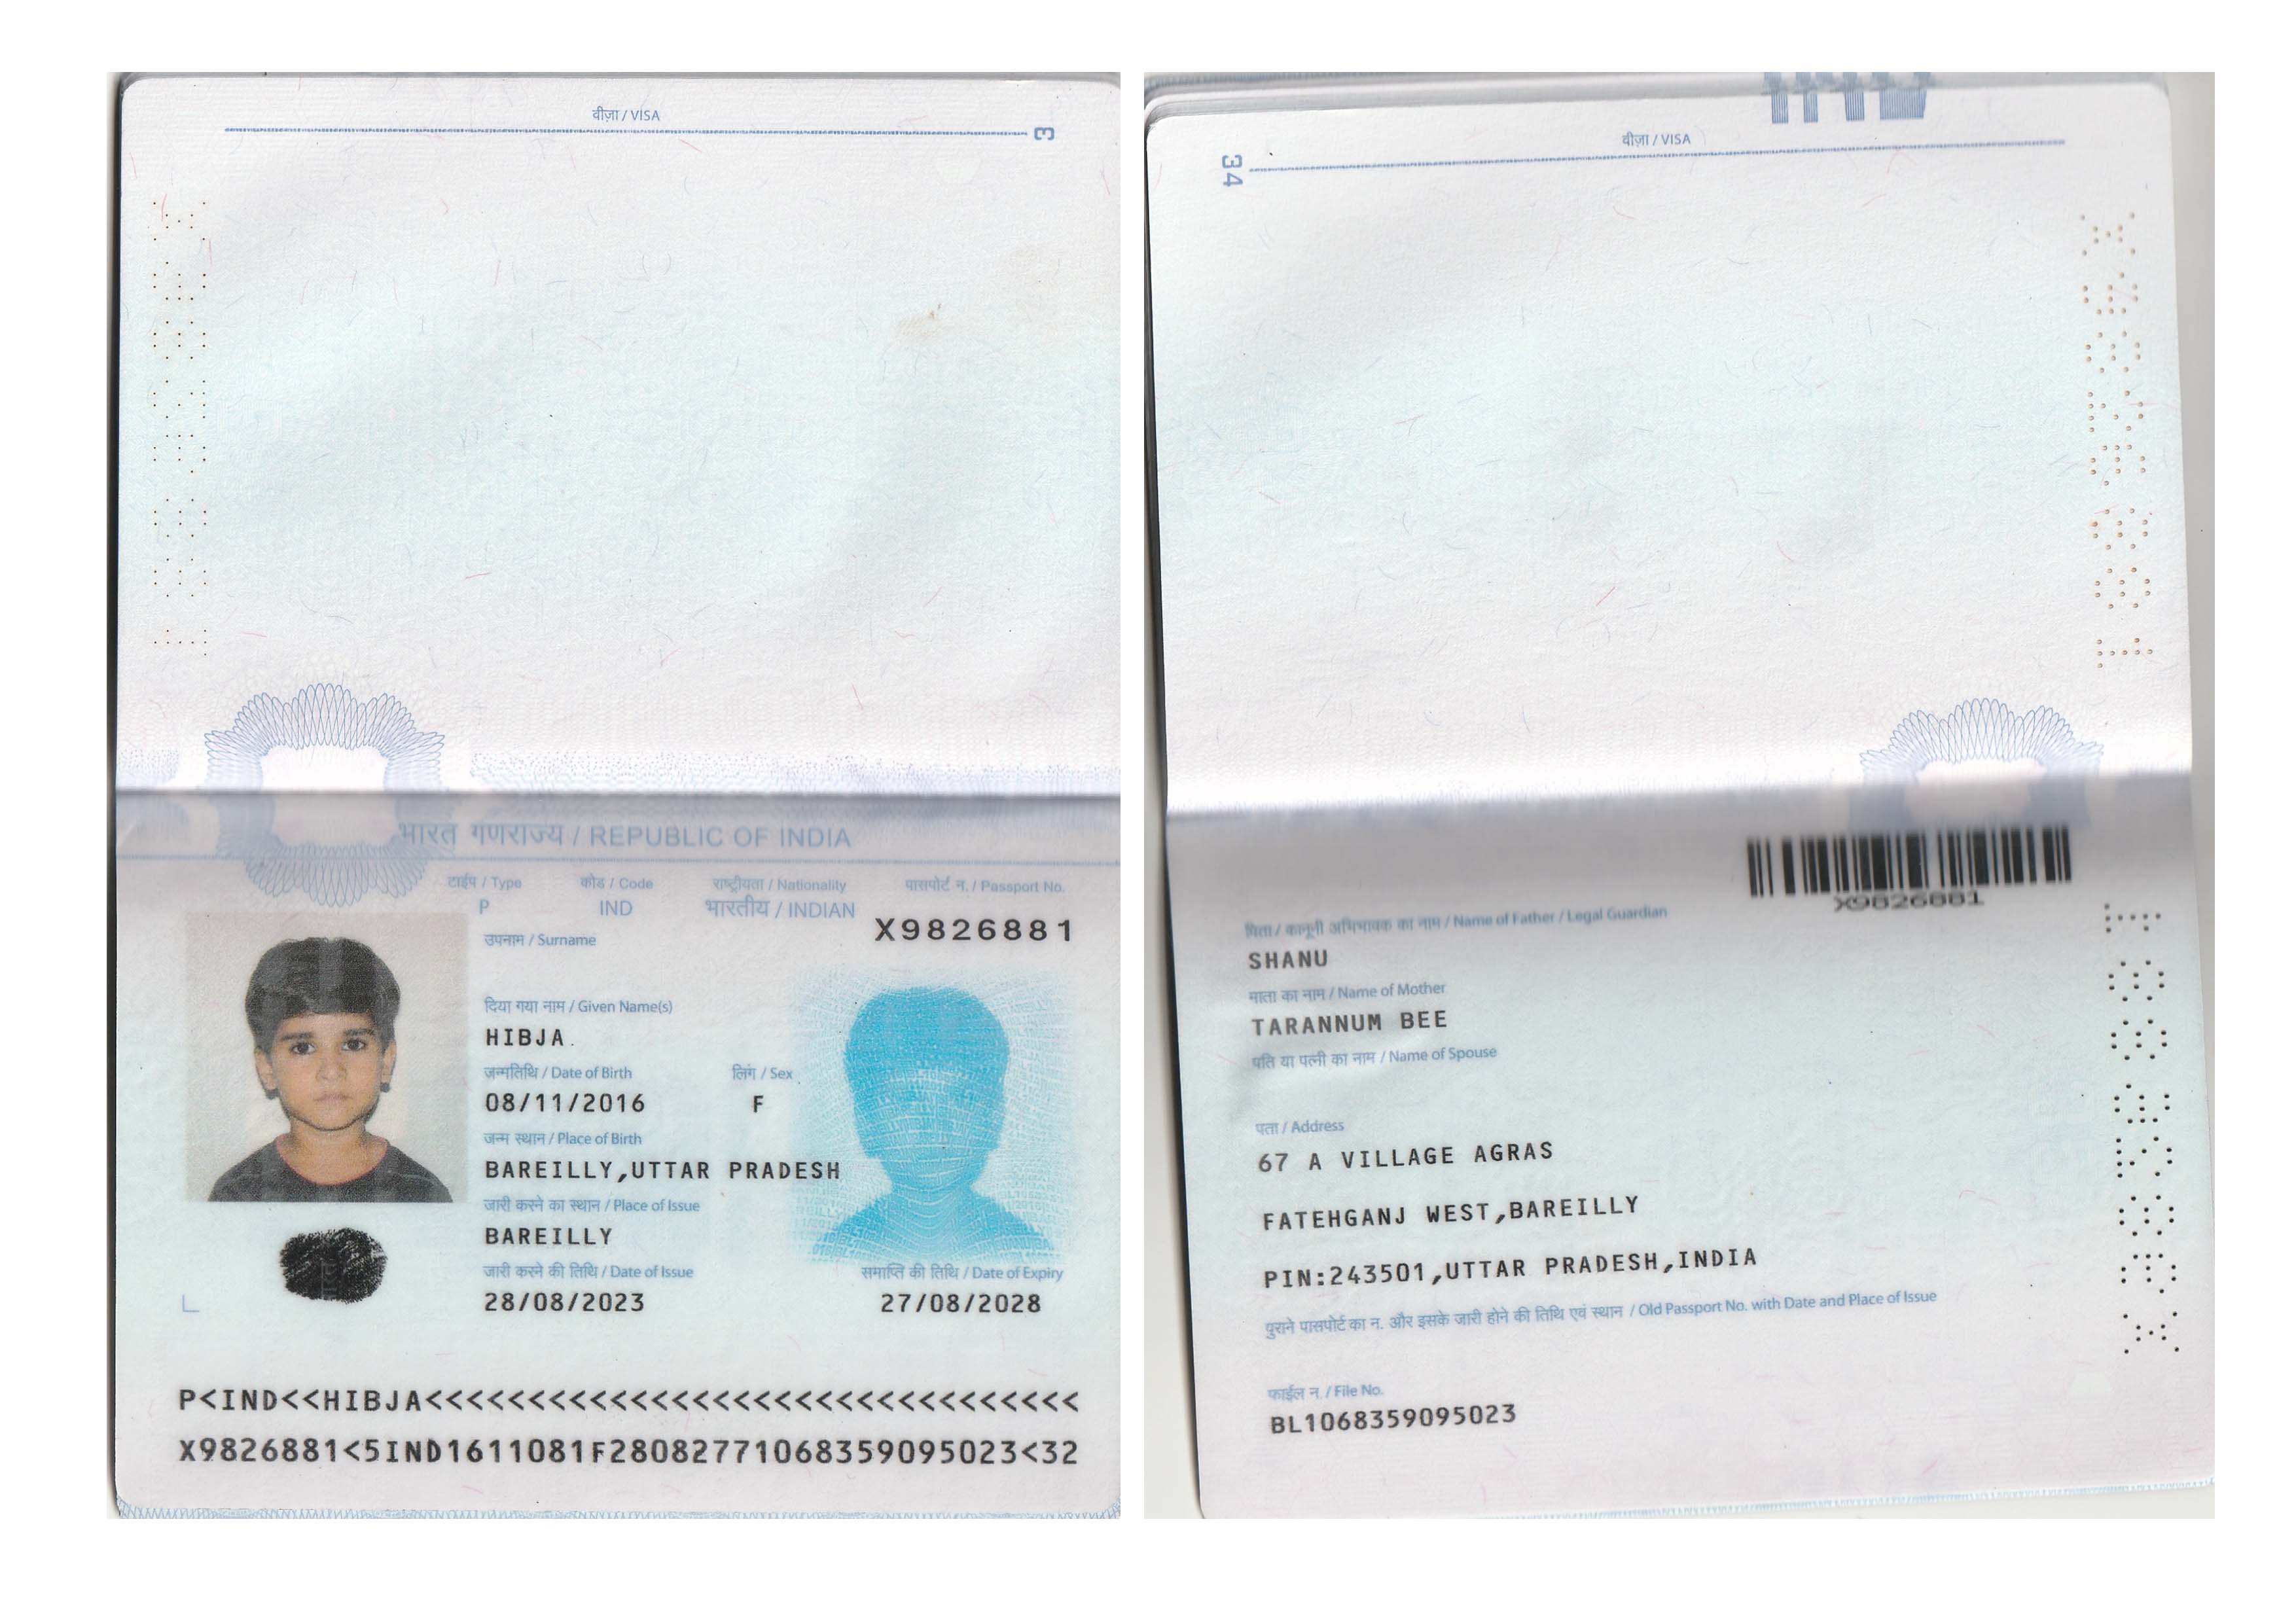 वीज़ा / VISA
3
भारत गणराज्य / REPUBLIC OF INDIA
टाईप / Type
कोड / Code
राष्ट्रीयता / Nationality
पासपोर्ट न. / Passport No.
P
IND
भारतीय / INDIAN
X9826881
उपनाम / Surname
दिया गया नाम / Given Name(s)
HIBJA
जन्मतिथि / Date of Birth
लिंग / Sex
08/11/2016
F
जन्म स्थान / Place of Birth
BAREILLY,UTTAR PRADESH
जारी करने का स्थान / Place of Issue
BAREILLY
जारी करने की तिथि / Date of Issue
समाप्ति की तिथि / Date of Expiry
28/08/2023
27/08/2028
P<IND<<HIBJA<<<<<<<<<<<<<<<<<<<<<<<<<<<<<<<<
X9826881<5IND1611081F28082771068359095023<32
वीज़ा / VISA
34
X9826881
X9826881
पिता / कानूनी अभिभावक का नाम / Name of Father / Legal Guardian
SHANU
माता का नाम / Name of Mother
TARANNUM BEE
पति या पत्नी का नाम / Name of Spouse
पता / Address
67 A VILLAGE AGRAS
FATEHGANJ WEST,BAREILLY
PIN:243501,UTTAR PRADESH,INDIA
पुराने पासपोर्ट का न. और इसके जारी होने की तिथि एवं स्थान / Old Passport No. with Date and Place of Issue
फाईल न. / File No.
BL1068359095023
X9826881